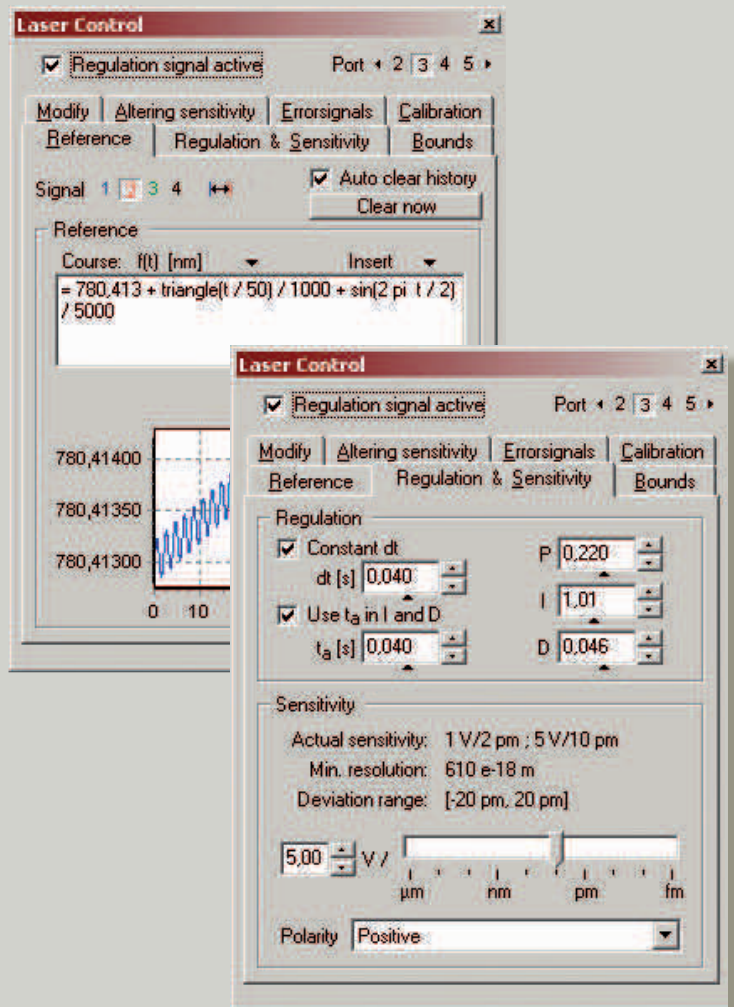 Laser Control
Regulation signal active Port 2 3 4 5
Modify Altering sensitivity Errorsignals Calibration
Reference Regulation & Sensitivity Bounds
Signal 1 2 3 4 Auto clear history
Clear now
Reference
Course: f(t) [nm] Insert
= 780,413 + triangle(t / 50) / 1000 + sin(2 pi t / 2)
/ 5000
780,41400
780,41350
780,41300
0 10
Laser Control
Regulation signal active Port 2 3 4 5
Modify Altering sensitivity Errorsignals Calibration
Reference Regulation & Sensitivity Bounds
Regulation
Constant dt P 0,220
dt [s] 0,040
I 1,01
Use ta in I and D
ta [s] 0,040 D 0,046
Sensitivity
Actual sensitivity: 1 V/2 pm ; 5 V/10 pm
Min. resolution: 610 e-18 m
Deviation range: [-20 pm, 20 pm]
5,00 V /
µm nm pm fm
Polarity Positive